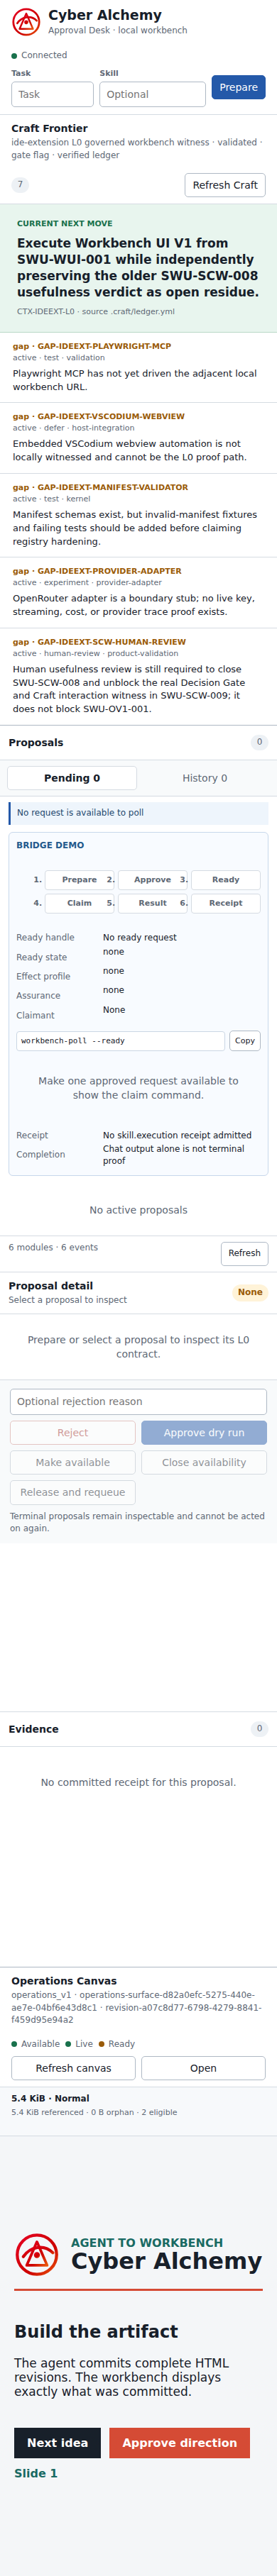 Cyber Alchemy
Approval Desk · local workbench
Connected
Task
Skill
Task
Optional
Prepare
Craft Frontier
ide-extension L0 governed workbench witness · validated ·
gate flag · verified ledger
7
Refresh Craft
CURRENT NEXT MOVE
Execute Workbench UI V1 from
SWU-WUI-001 while independently
preserving the older SWU-SCW-008
usefulness verdict as open residue.
CTX-IDEEXT-L0 · source .craft/ledger.yml
gap · GAP-IDEEXT-PLAYWRIGHT-MCP
active · test · validation
Playwright MCP has not yet driven the adjacent local
workbench URL.
gap · GAP-IDEEXT-VSCODIUM-WEBVIEW
active · defer · host-integration
Embedded VSCodium webview automation is not
locally witnessed and cannot be the L0 proof path.
gap · GAP-IDEEXT-MANIFEST-VALIDATOR
active · test · kernel
Manifest schemas exist, but invalid-manifest fixtures
and failing tests should be added before claiming
registry hardening.
gap · GAP-IDEEXT-PROVIDER-ADAPTER
active · experiment · provider-adapter
OpenRouter adapter is a boundary stub; no live key,
streaming, cost, or provider trace proof exists.
gap · GAP-IDEEXT-SCW-HUMAN-REVIEW
active · human-review · product-validation
Human usefulness review is still required to close
SWU-SCW-008 and unblock the real Decision Gate
and Craft interaction witness in SWU-SCW-009; it
does not block SWU-OV1-001.
Proposals
0
Pending 0
History 0
No request is available to poll
BRIDGE DEMO
1. Prepare
2. Approve
3. Ready
4. Claim
5. Result
6. Receipt
Ready handle
No ready request
Ready state
none
Effect profile
none
Assurance
none
Claimant
None
workbench-poll --ready
Copy
Make one approved request available to
show the claim command.
Receipt
No skill.execution receipt admitted
Completion
Chat output alone is not terminal
proof
No active proposals
6 modules · 6 events
Refresh
Proposal detail
Select a proposal to inspect
None
Prepare or select a proposal to inspect its L0
contract.
Optional rejection reason
Reject
Approve dry run
Make available
Close availability
Release and requeue
Terminal proposals remain inspectable and cannot be acted
on again.
Evidence
0
No committed receipt for this proposal.
Operations Canvas
operations_v1 · operations-surface-d82a0efc-5275-440e-
ae7e-04bf6e43d8c1 · revision-a07c8d77-6798-4279-8841-
f459d95e94a2
Available
Live
Ready
Refresh canvas
Open
5.4 KiB · Normal
5.4 KiB referenced · 0 B orphan · 2 eligible
AGENT TO WORKBENCH
Cyber Alchemy
Build the artifact
The agent commits complete HTML
revisions. The workbench displays
exactly what was committed.
Next idea
Approve direction
Slide 1